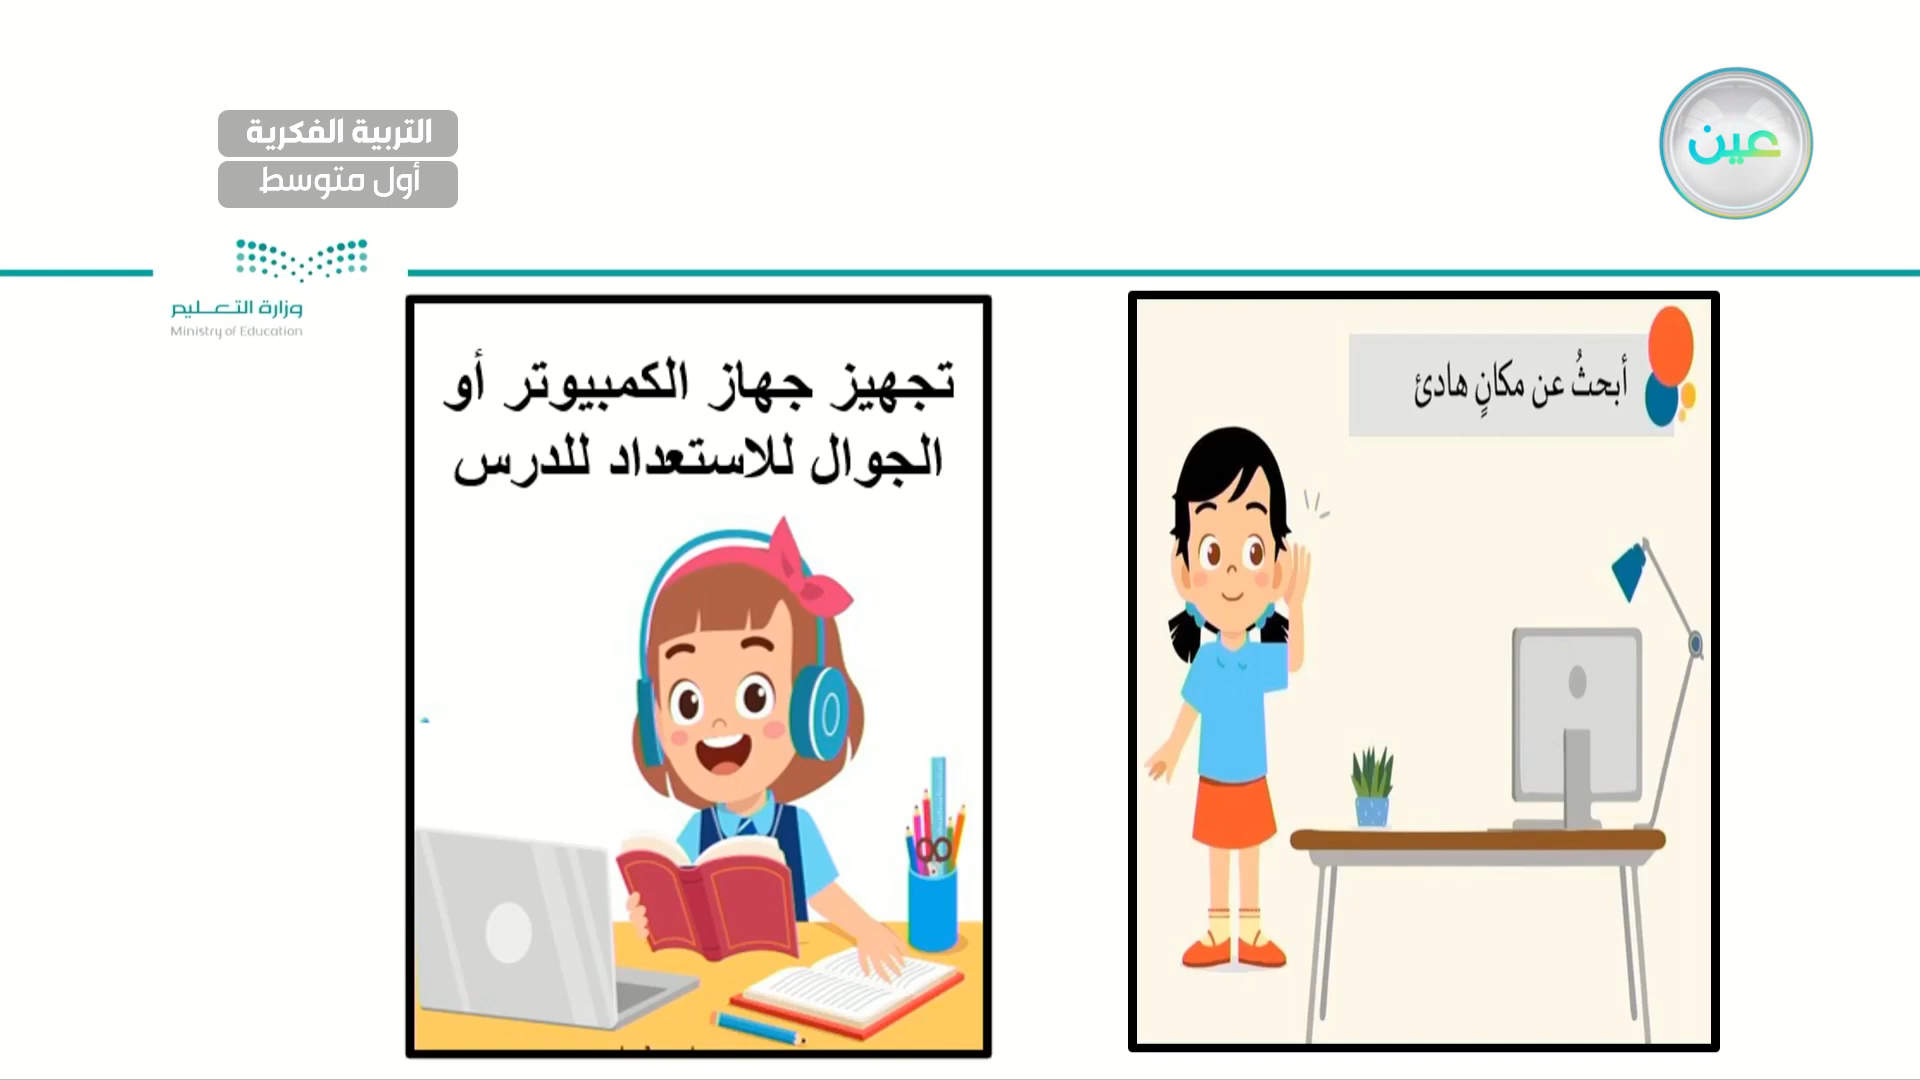 عين
التربية الفكرية
أول متوسط
وزارة التعليم
Ministry of Education
أبحثُ عن مكانٍ هادئ
تجهيز جهاز الكمبيوتر أو
الجوال للاستعداد للدرس